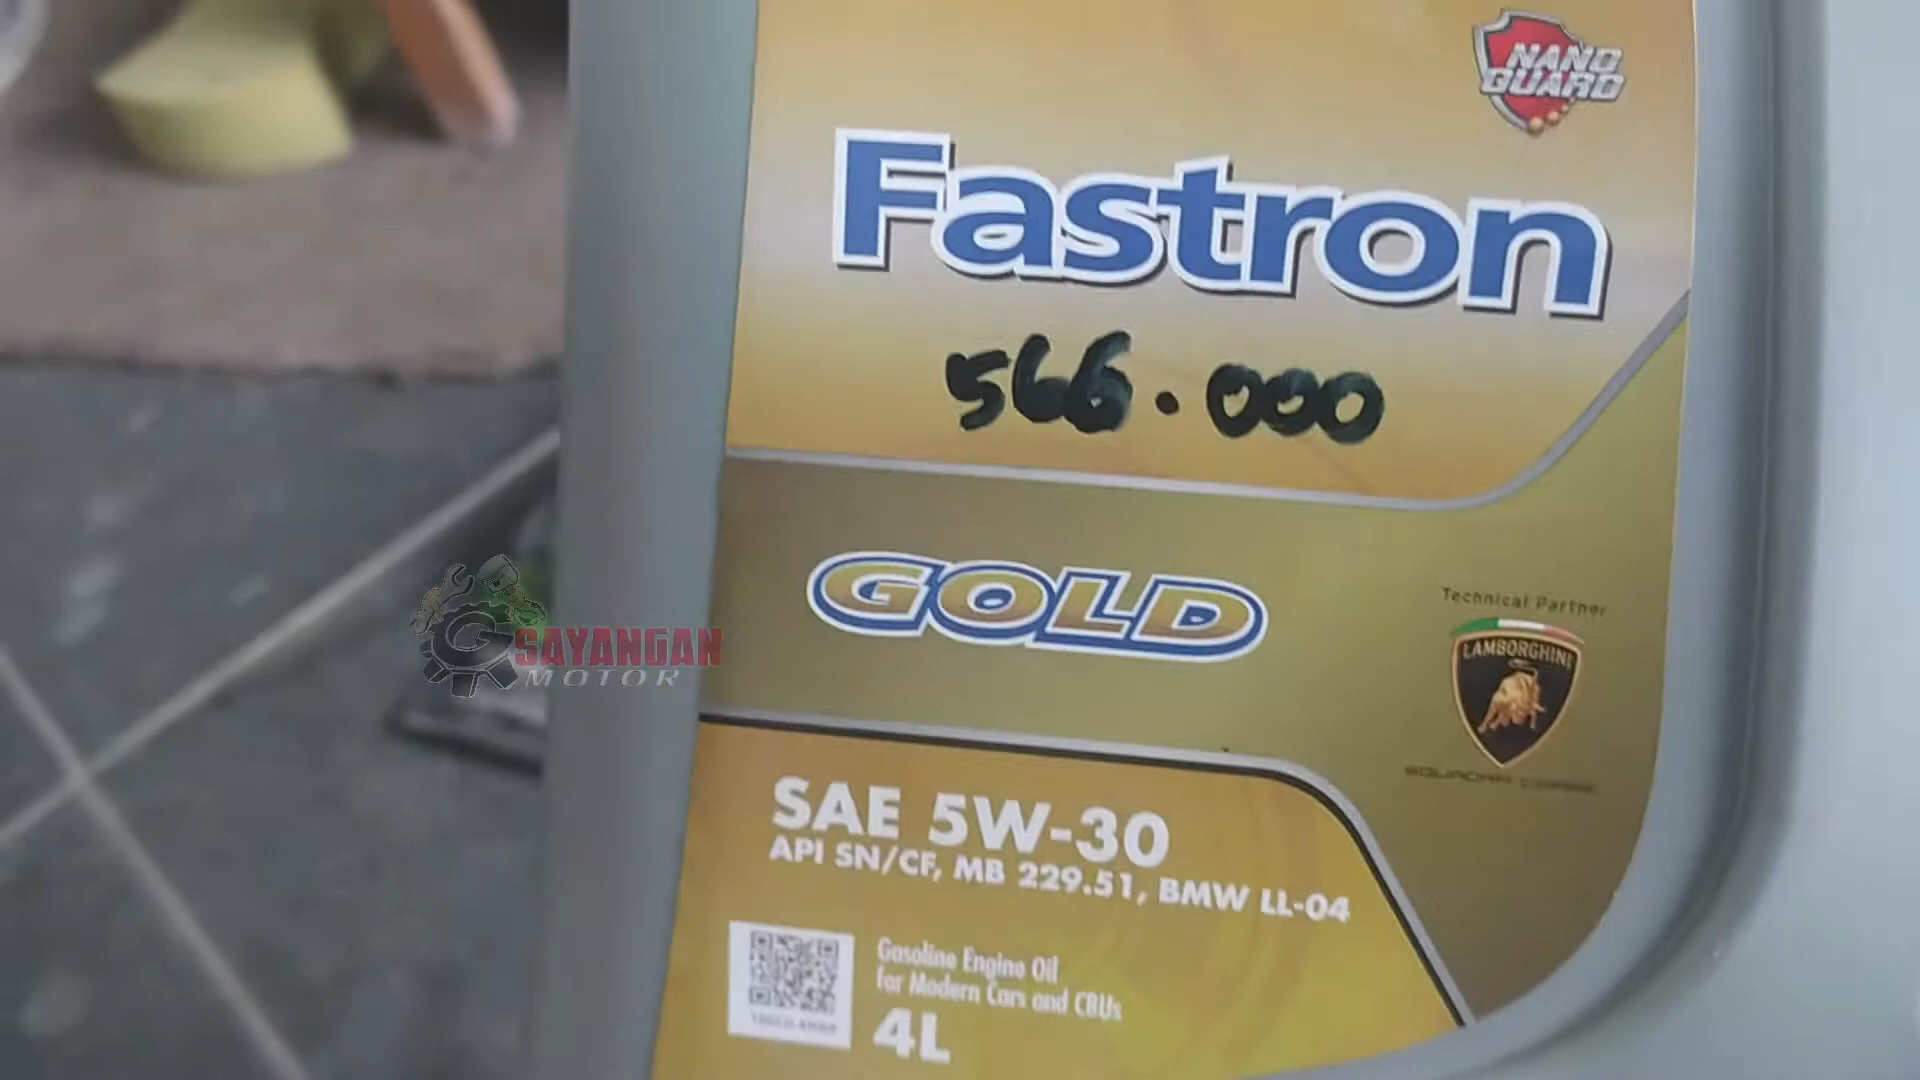 NANO
GUARD
Fastron
566.000
GOLD
Technical Partner
LAMBORGHINI
SAYANGAN
MOTOR
SAE 5W-30
API SN/CF, MB 229.51, BMW LL-04
Gasoline Engine Oil
for Modern Cars and CBUs
4L